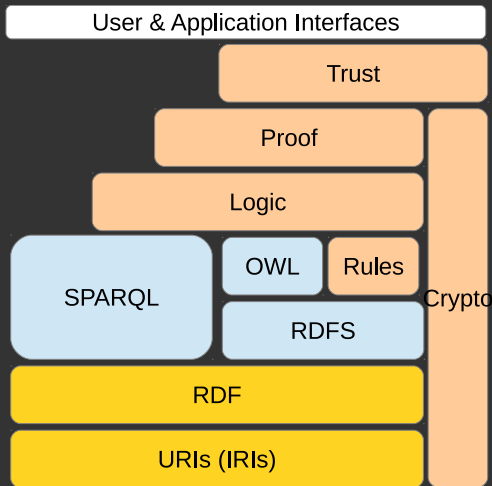 User & Application Interfaces
Trust
Proof
Logic
SPARQL
OWL
Rules
Crypto
RDFS
RDF
URIs (IRIs)